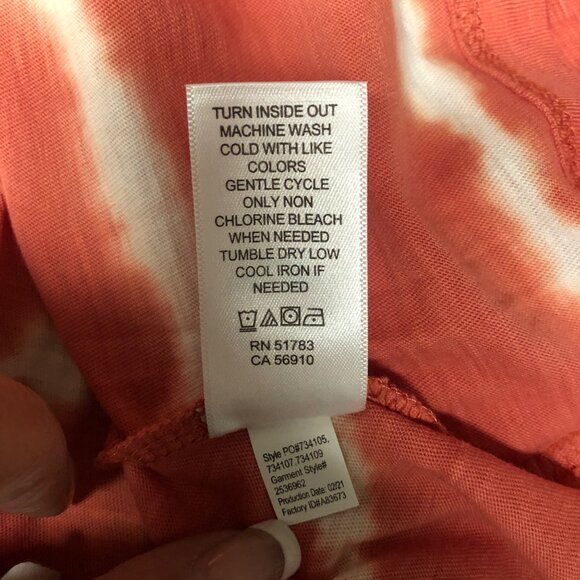 TURN INSIDE OUT
MACHINE WASH
COLD WITH LIKE
COLORS
GENTLE CYCLE
ONLY NON
CHLORINE BLEACH
WHEN NEEDED
TUMBLE DRY LOW
COOL IRON IF
NEEDED
RN 51783
CA 56910
Style PO#734105,
734107,734109
Garment Style#
2536962
Production Date: 02/21
Factory ID#A83673